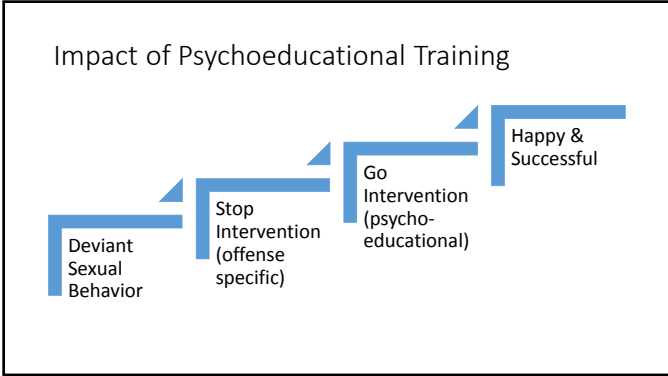 Impact of Psychoeducational Training
Deviant
Sexual
Behavior
Stop
Intervention
(offense
specific)
Go
Intervention
(psycho-
educational)
Happy &
Successful